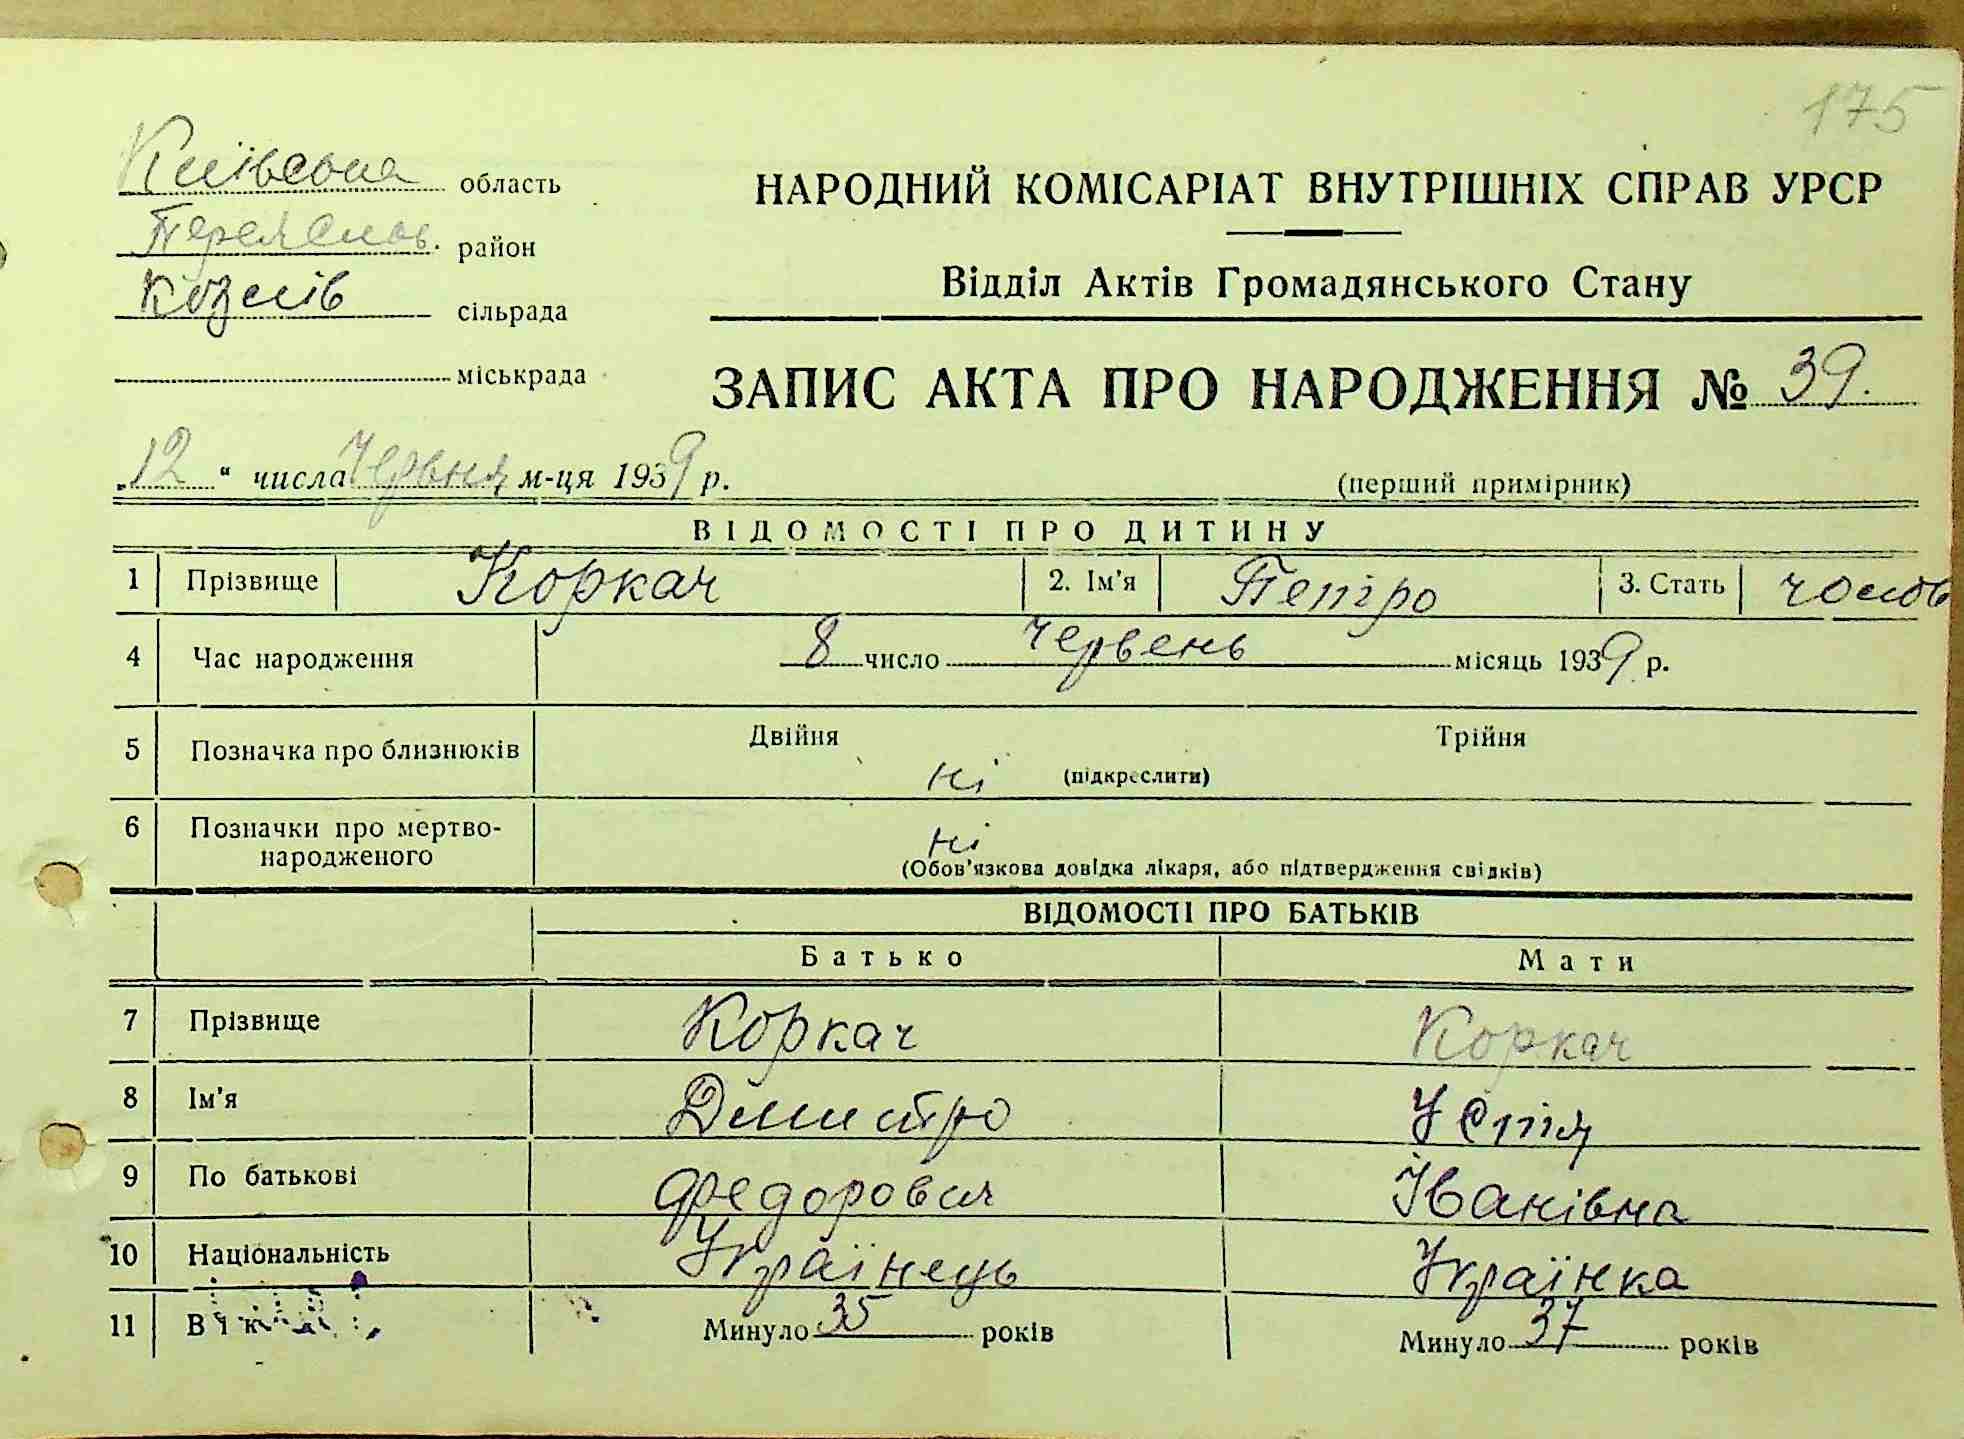 175
Київська область
Переяслов. район
Козлів сільрада
міськрада
НАРОДНИЙ КОМІСАРІАТ ВНУТРІШНІХ СПРАВ УРСР
Відділ Актів Громадянського Стану
ЗАПИС АКТА ПРО НАРОДЖЕННЯ № 39.
„12“ числа Червня м-ця 1939 р.
(перший примірник)
ВІДОМОСТІ ПРО ДИТИНУ
1 Прізвище Коркач 2. Ім'я Петро 3. Стать чолов
4 Час народження 8 число Червень місяць 1939 р.
5 Позначка про близнюків Двійня Трійня
ні (підкреслити)
6 Позначки про мертво-
народженого
ні
(Обов'язкова довідка лікаря, або підтвердження свідків)
ВІДОМОСТІ ПРО БАТЬКІВ
Батько Мати
7 Прізвище Коркач Коркач
8 Ім'я Дмитро
9 По батькові Федорович Іванівна
10 Національність Українець Українка
11 Вік Минуло 35 років Минуло 37 років